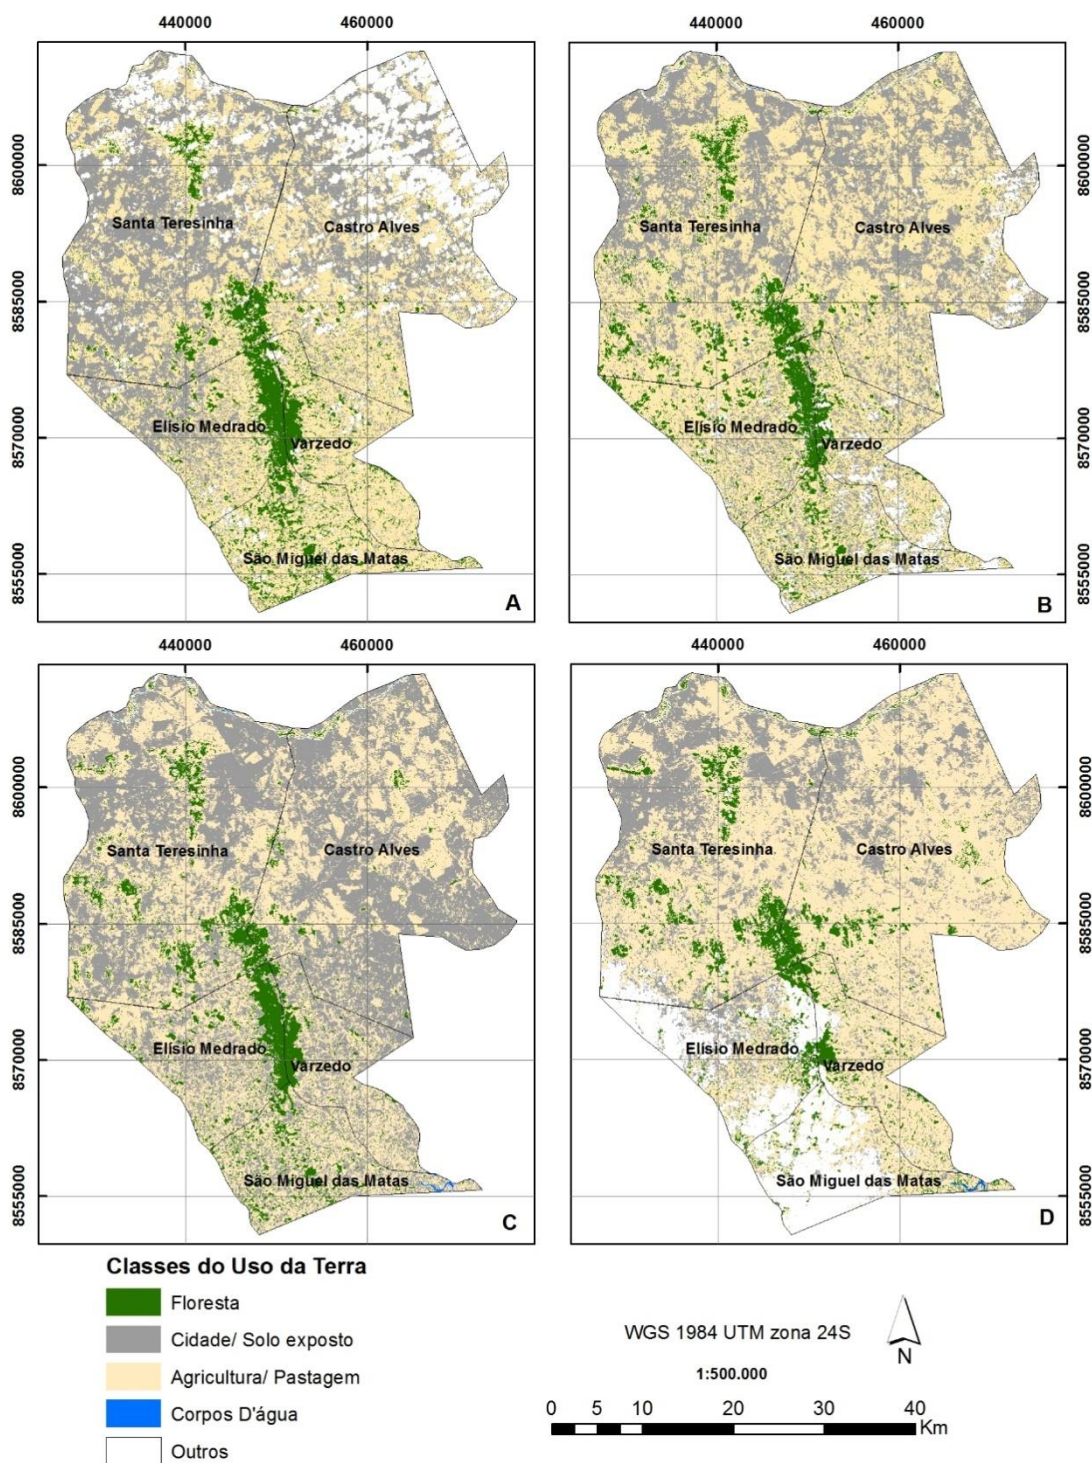 440000 460000 440000 460000
8600000
8585000
8570000
8555000
Santa Teresinha
Castro Alves
Elísio Medrado
Varzedo
São Miguel das Matas
A
Santa Teresinha
Castro Alves
Elísio Medrado
Varzedo
São Miguel das Matas
B
8600000
8585000
8570000
8555000
440000 460000 440000 460000
8600000
8585000
8570000
8555000
Santa Teresinha
Castro Alves
Elísio Medrado
Varzedo
São Miguel das Matas
C
Santa Teresinha
Castro Alves
Elísio Medrado
Varzedo
São Miguel das Matas
D
8600000
8585000
8570000
8555000
Classes do Uso da Terra
Floresta
Cidade/ Solo exposto
Agricultura/ Pastagem
Corpos D'água
Outros
WGS 1984 UTM zona 24S
N
1:500.000
0 5 10 20 30 40
Km